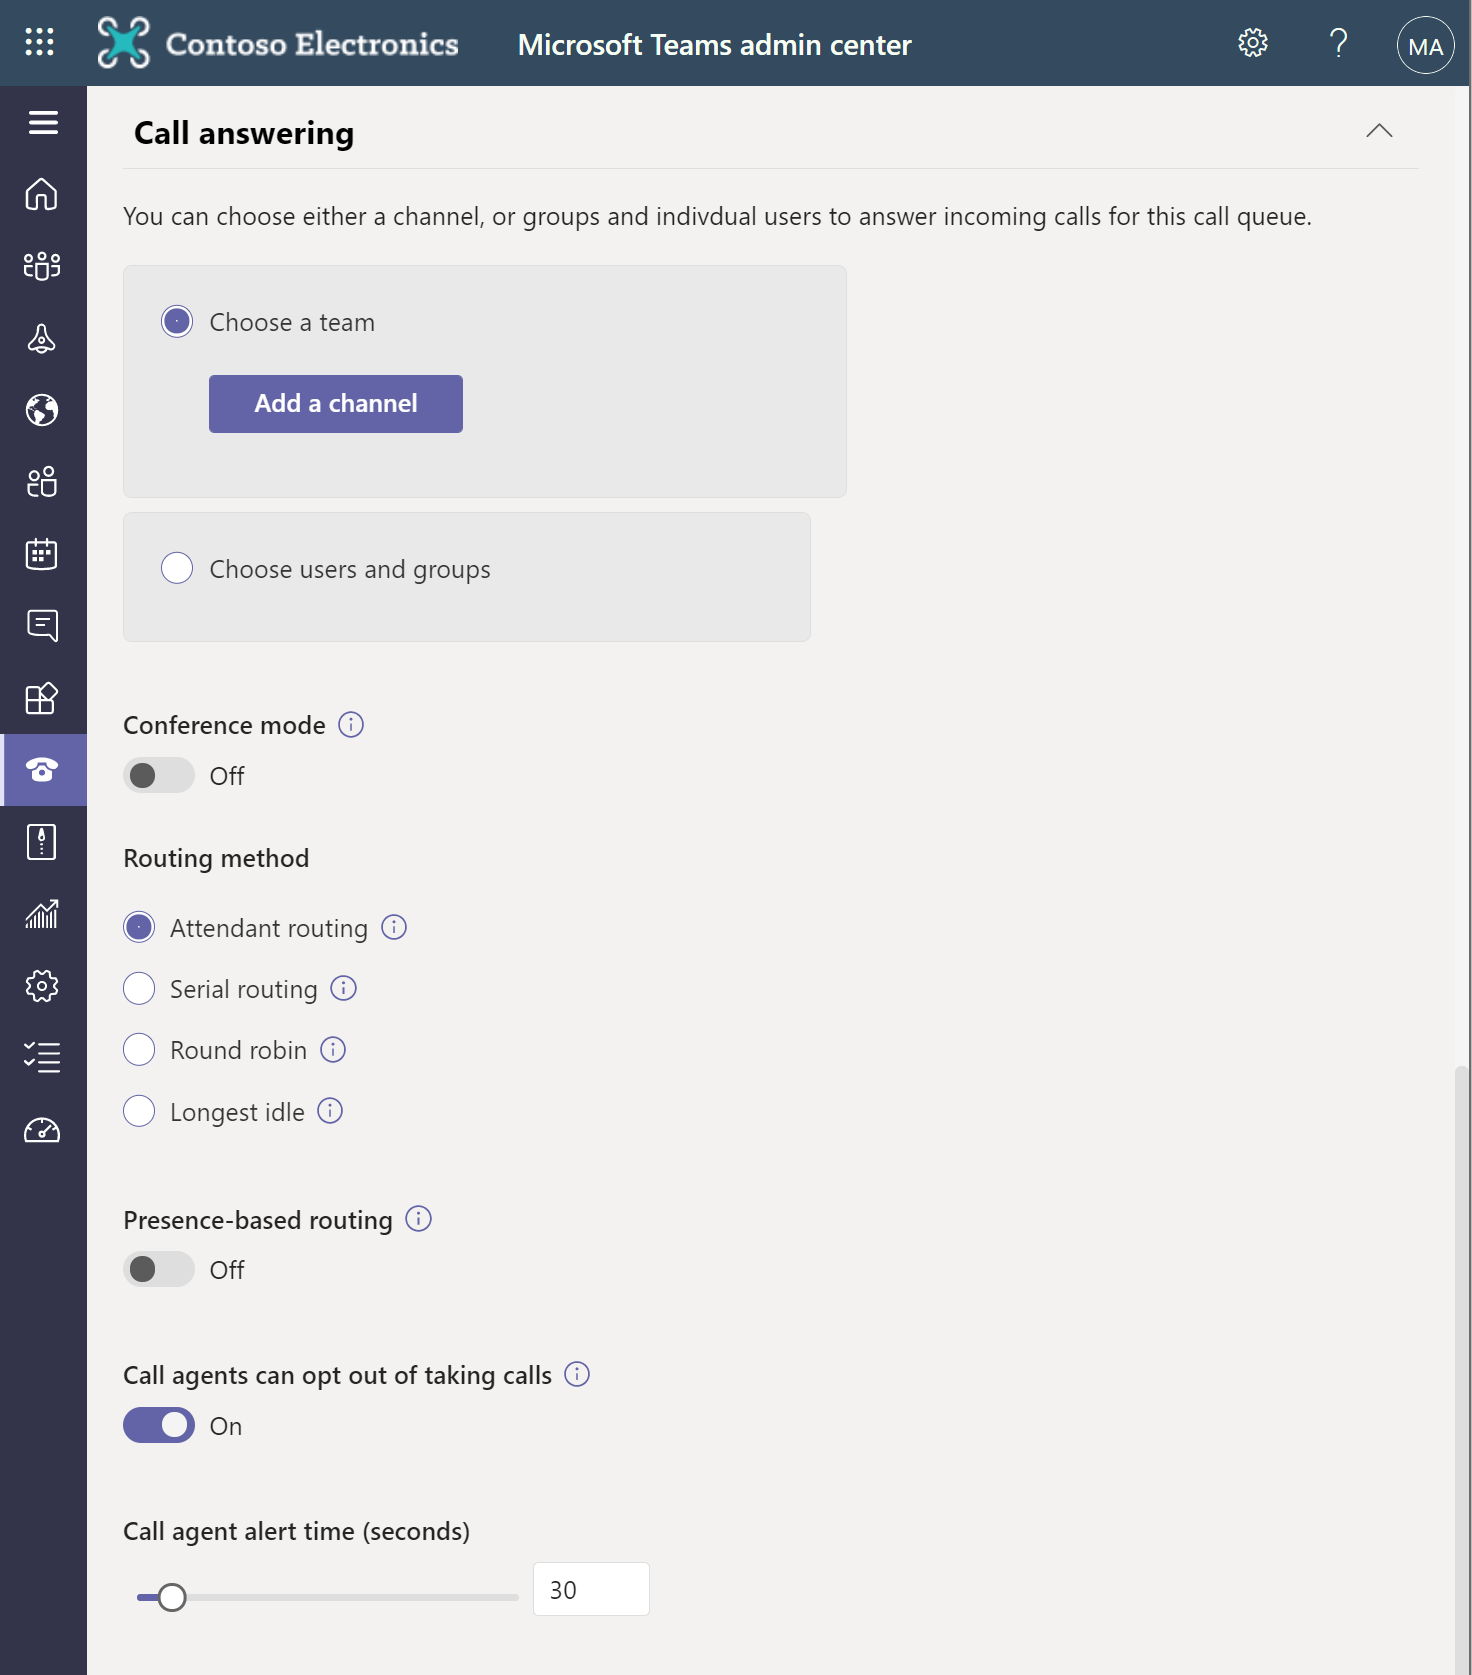 Contoso Electronics Microsoft Teams admin center ? MA
Call answering
You can choose either a channel, or groups and indivdual users to answer incoming calls for this call queue.
Choose a team
Add a channel
Choose users and groups
Conference mode
Off
Routing method
Attendant routing
Serial routing
Round robin
Longest idle
Presence-based routing
Off
Call agents can opt out of taking calls
On
Call agent alert time (seconds)
30